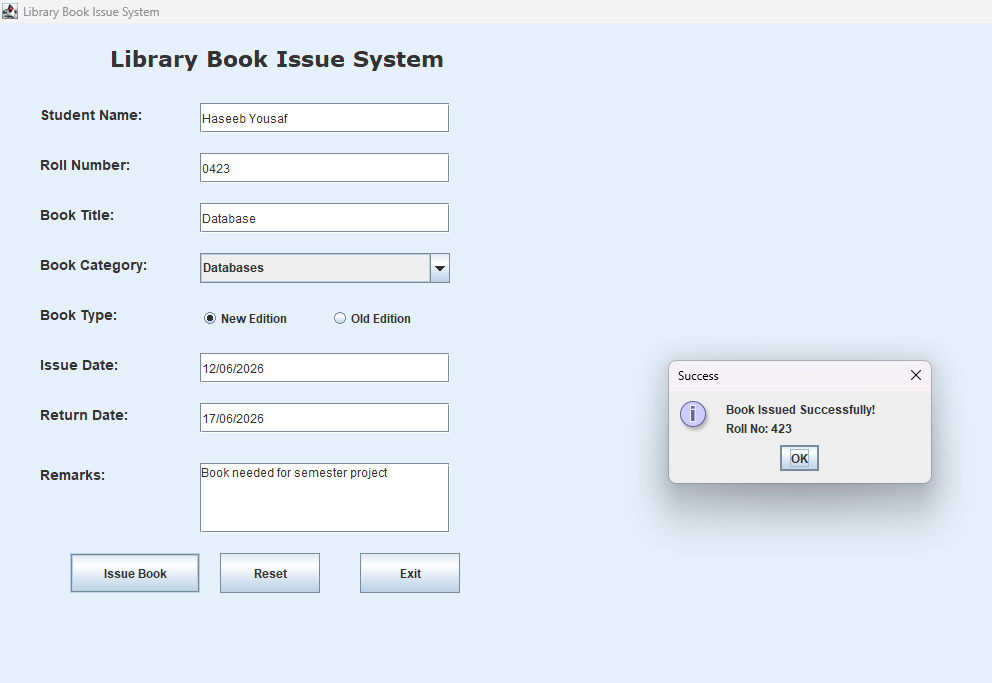 Library Book Issue System
Library Book Issue System
Student Name: Haseeb Yousaf
Roll Number: 0423
Book Title: Database
Book Category: Databases
Book Type: New Edition Old Edition
Issue Date: 12/06/2026
Return Date: 17/06/2026
Remarks: Book needed for semester project
Issue Book Reset Exit
Success
Book Issued Successfully!
Roll No: 423
OK